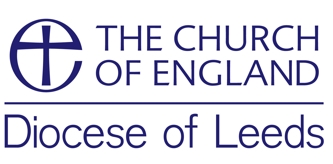 THE CHURCH
OF ENGLAND
Diocese of Leeds